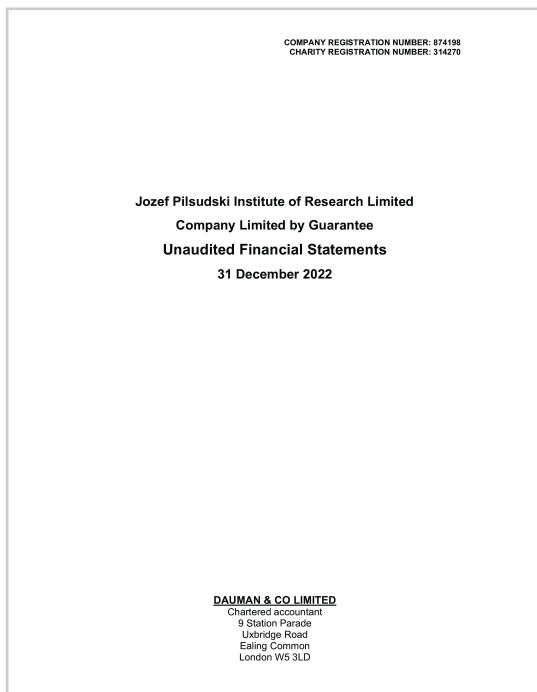 COMPANY REGISTRATION NUMBER: 874198
CHARITY REGISTRATION NUMBER: 314270
Jozef Pilsudski Institute of Research Limited
Company Limited by Guarantee
Unaudited Financial Statements
31 December 2022
DAUMAN & CO LIMITED
Chartered accountant
9 Station Parade
Uxbridge Road
Ealing Common
London W5 3LD